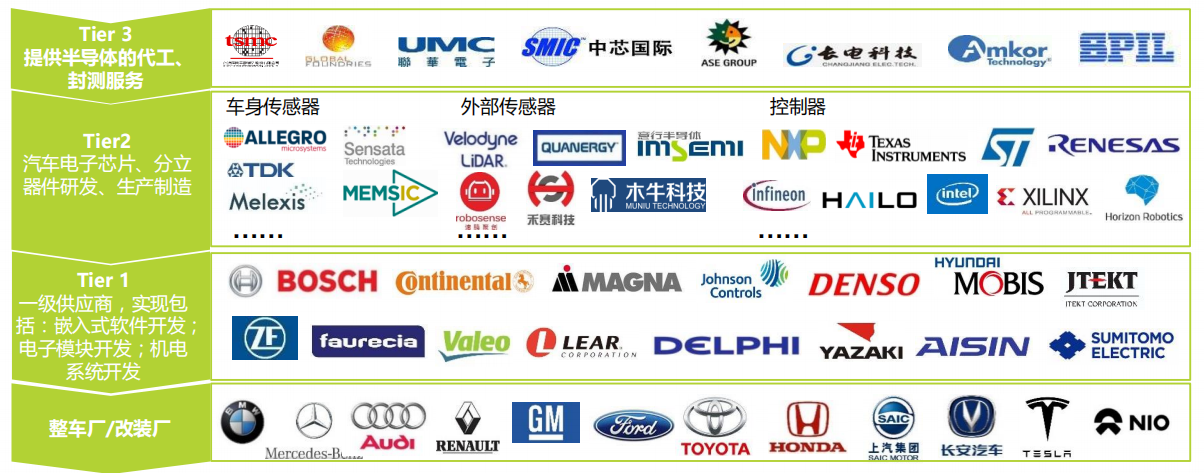 Tier 3
提供半导体的代工、
封测服务
tsmc
GLOBAL
FOUNDRIES
UMC
聯華電子
SMIC 中芯国际
ASE GROUP
长电科技
CHANGJIANG ELEC.TECH.
Amkor
Technology®
SPIL
Tier2
汽车电子芯片、分立
器件研发、生产制造
车身传感器
ALLEGRO
microsystems
Sensata
Technologies
TDK
Melexis
MEMSIC
......
外部传感器
Velodyne
LiDAR
QUANERGY
意行半导体
imsemi
robosense
速腾聚创
禾赛科技
木牛科技
MUNIU TECHNOLOGY
......
控制器
NXP
TEXAS
INSTRUMENTS
ST
RENESAS
infineon
HAILO
intel
XILINX
ALL PROGRAMMABLE
Horizon Robotics
......
Tier 1
一级供应商，实现包
括：嵌入式软件开发；
电子模块开发；机电
系统开发
BOSCH
Continental
MAGNA
Johnson
Controls
DENSO
HYUNDAI
MOBIS
JTEKT
JTEKT CORPORATION
ZF
faurecia
Valeo
LEAR
CORPORATION
DELPHI
YAZAKI
AISIN
SUMITOMO
ELECTRIC
整车厂/改装厂
BMW
Mercedes-Benz
Audi
RENAULT
GM
Ford
TOYOTA
HONDA
SAIC
上汽集团
SAIC MOTOR
长安汽车
TESLA
NIO